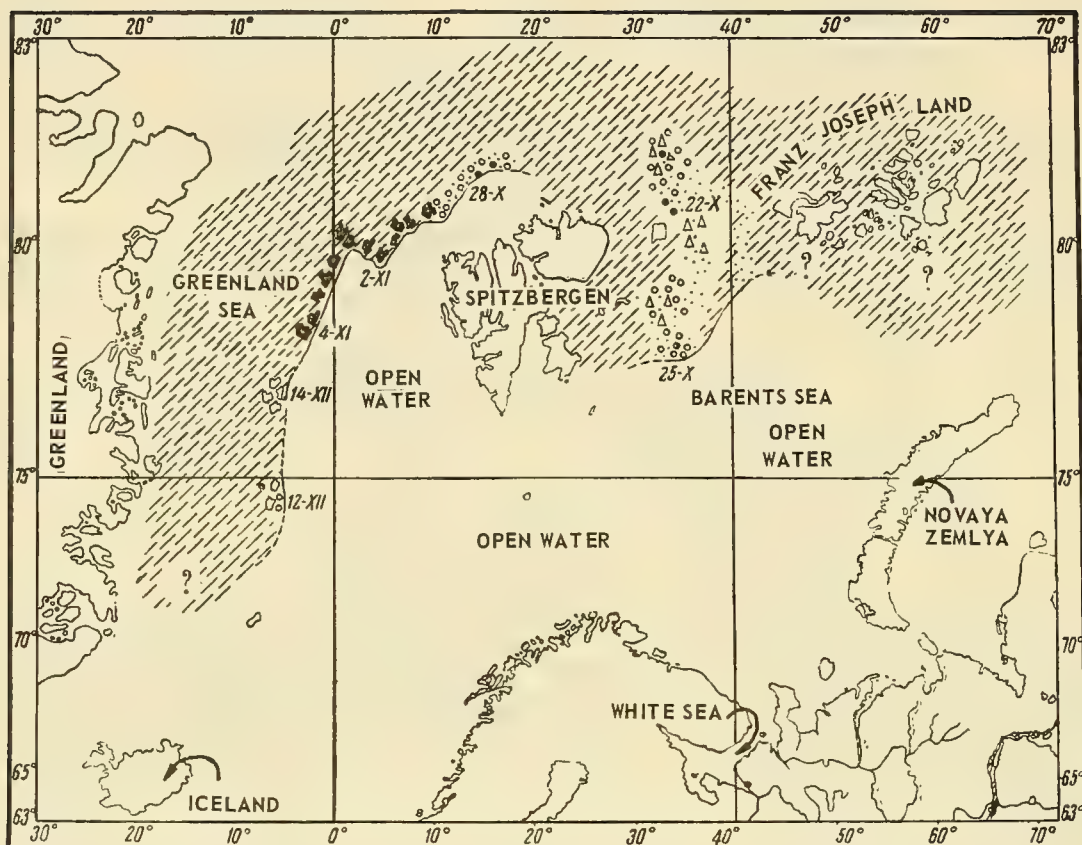 30° 20° 10° 0° 10° 20° 30° 40° 50° 60° 70°
83° 83°
FRANZ JOSEPH LAND
28-X
22-X
80° 80°
2-XI
? ?
GREENLAND
SEA
SPITZBERGEN
4-XI
25-X
GREENLAND
14-XII
OPEN
WATER
BARENTS SEA
OPEN
WATER
75° 75°
12-XII
NOVAYA
ZEMLYA
OPEN WATER
?
70° 70°
WHITE SEA
65° 65°
ICELAND
63° 63°
30° 20° 10° 0° 10° 20° 30° 40° 50° 60° 70°